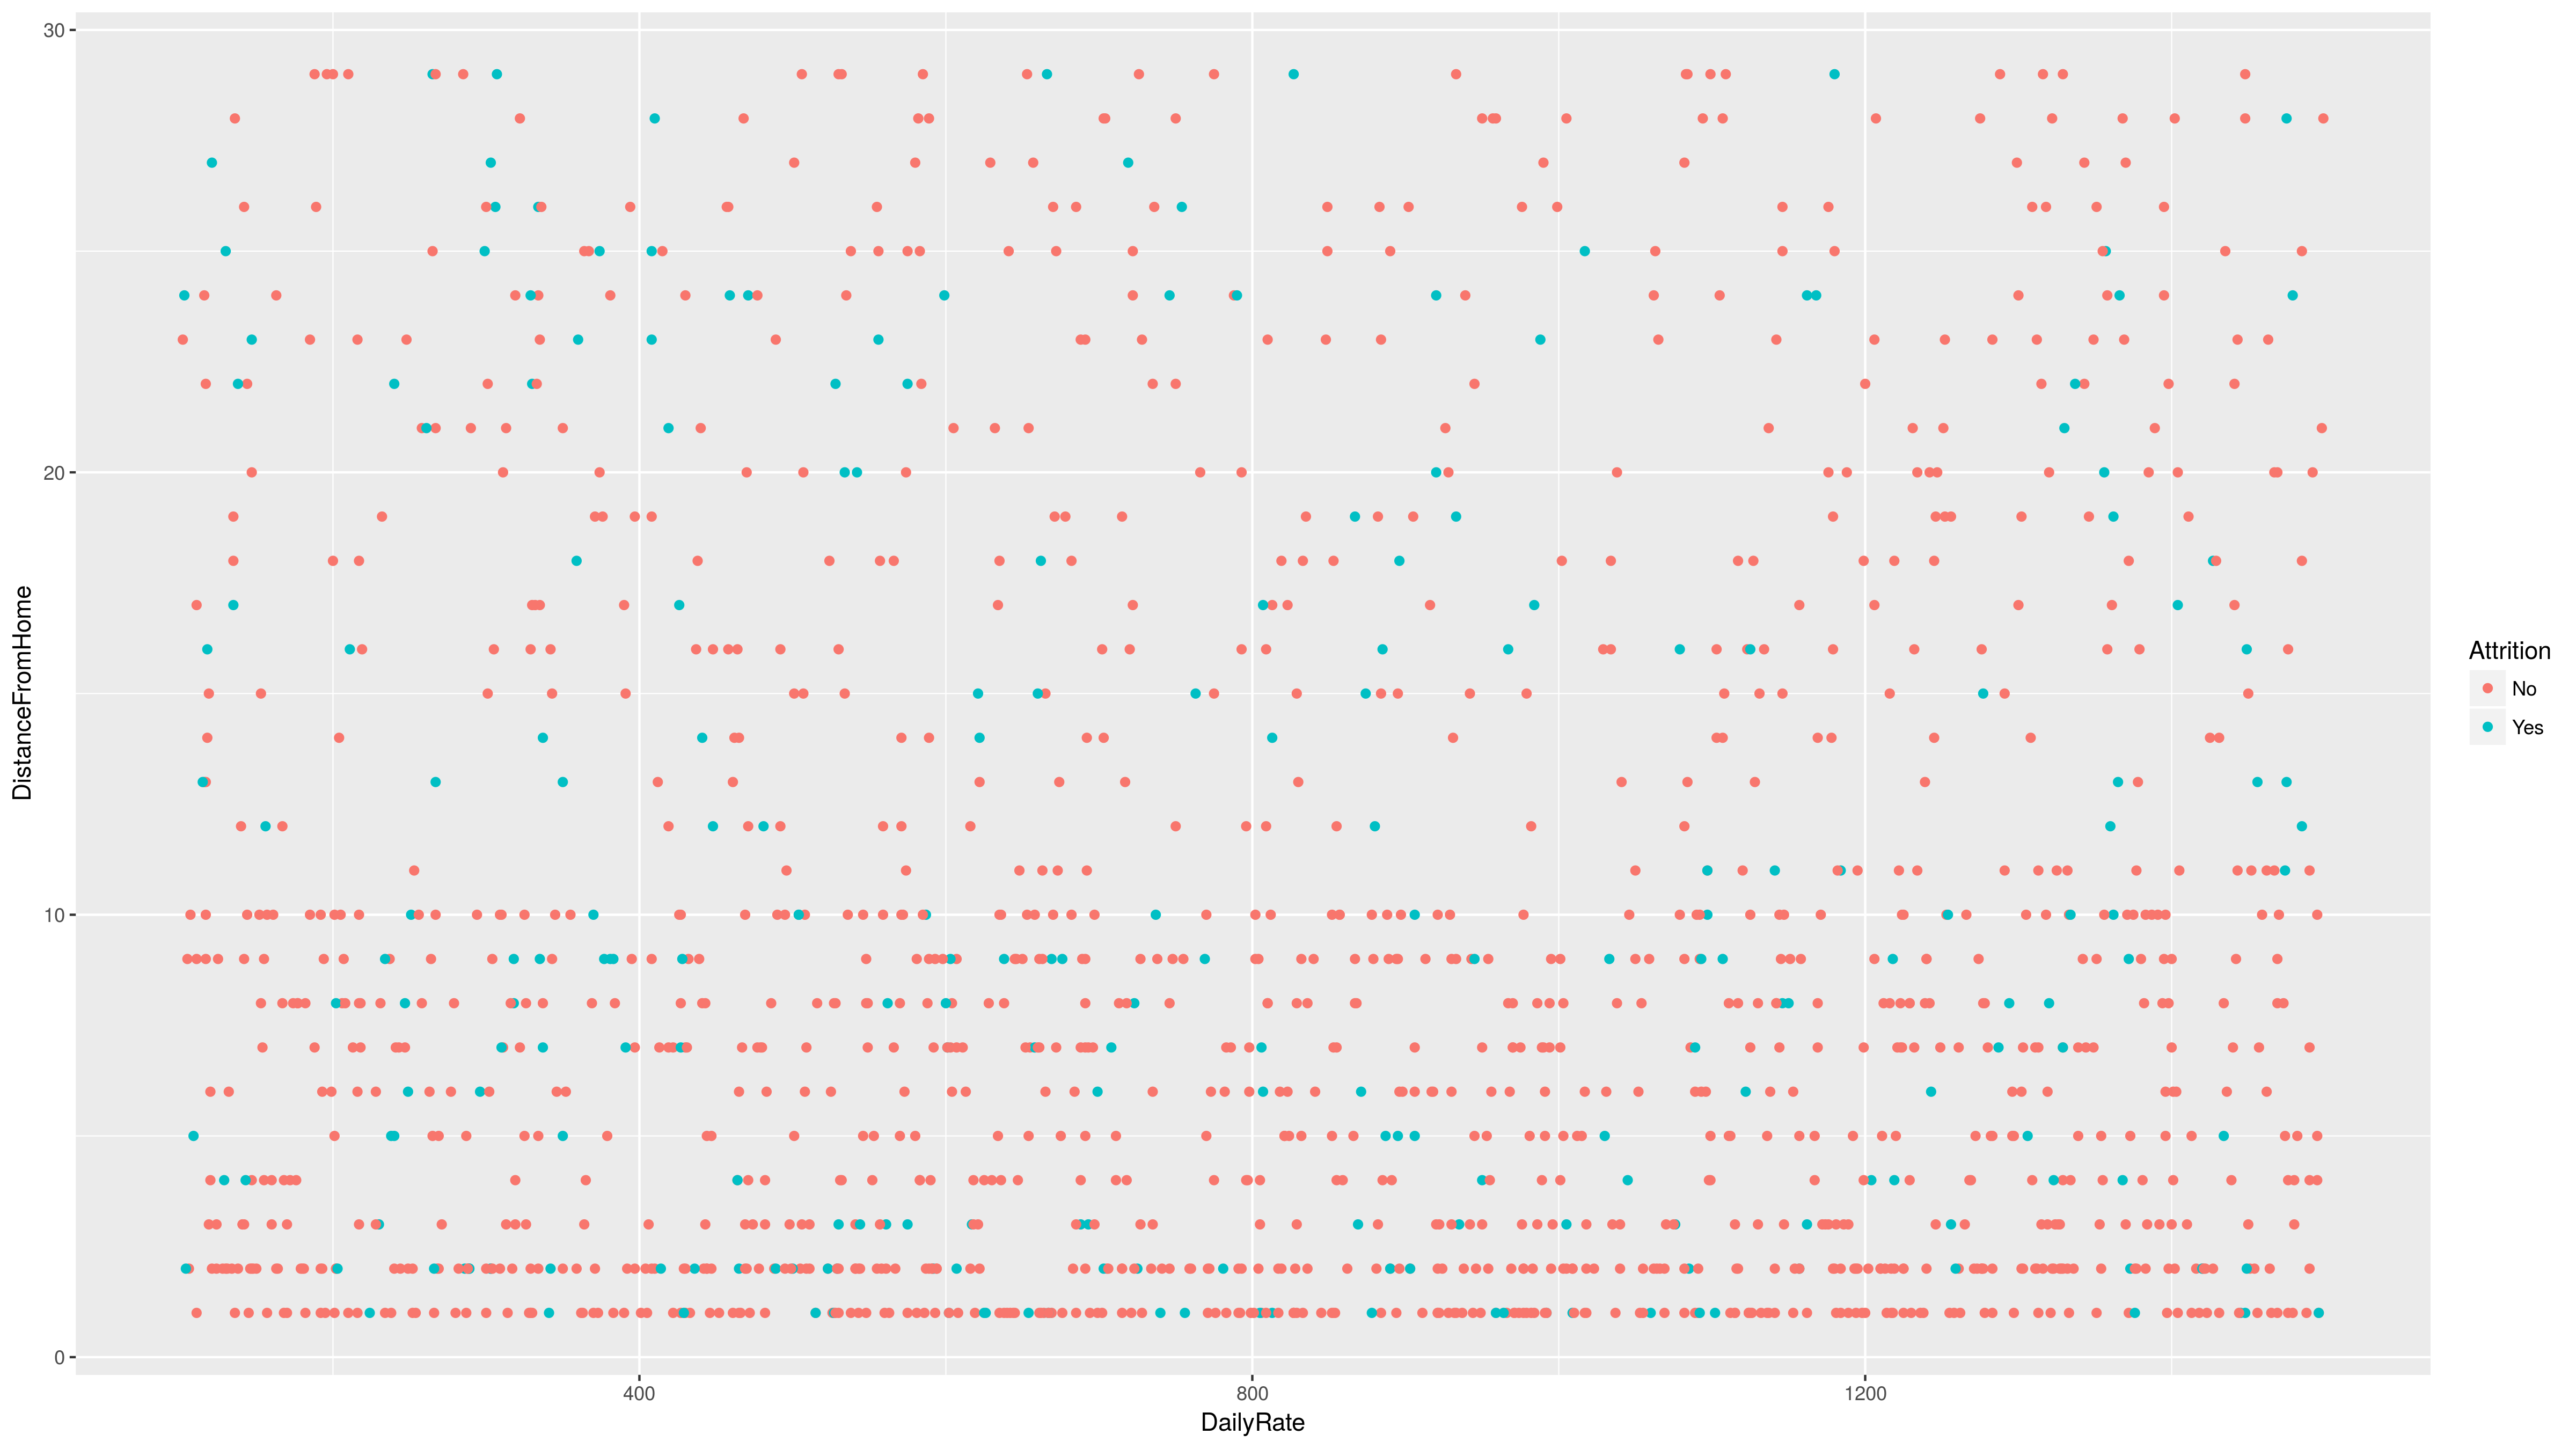 30
20
10
0
DistanceFromHome
400
800
1200
DailyRate
Attrition
No
Yes